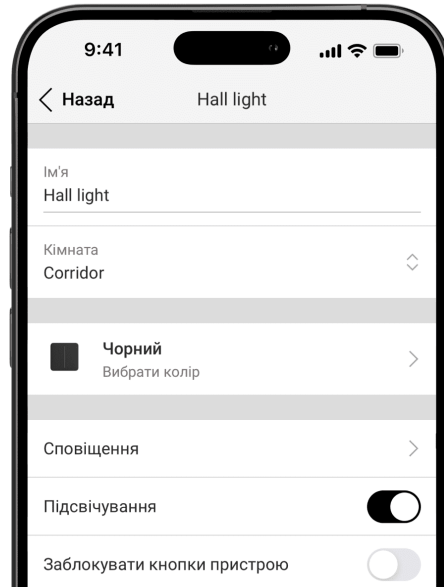 9:41
Назад
Hall light
Ім'я
Hall light
Кімната
Corridor
Чорний
Вибрати колір
Сповіщення
Підсвічування
Заблокувати кнопки пристрою